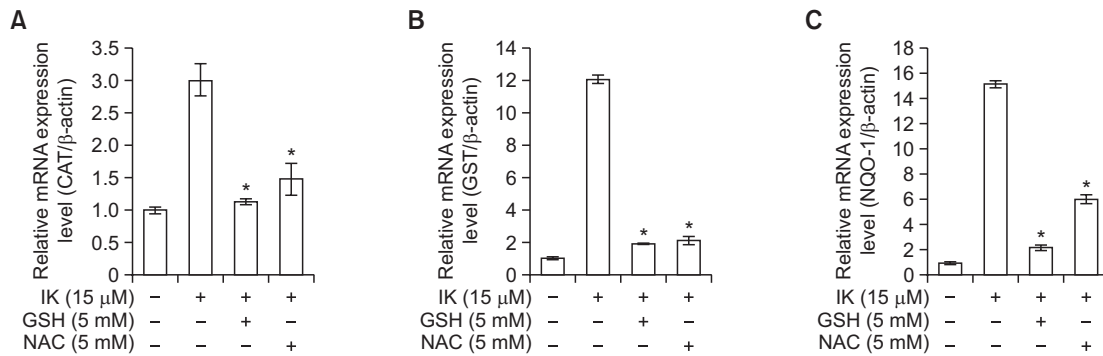 A
Relative mRNA expression
level (CAT/β-actin)
3.5
3.0
2.5
2.0
1.5
1.0
0.5
0
*
*
IK (15 μM) – + + +
GSH (5 mM) – – + –
NAC (5 mM) – – – +
B
Relative mRNA expression
level (GST/β-actin)
14
12
10
8
6
4
2
0
*
*
IK (15 μM) – + + +
GSH (5 mM) – – + –
NAC (5 mM) – – – +
C
Relative mRNA expression
level (NQO-1/β-actin)
18
16
14
12
10
8
6
4
2
0
*
*
IK (15 μM) – + + +
GSH (5 mM) – – + –
NAC (5 mM) – – – +